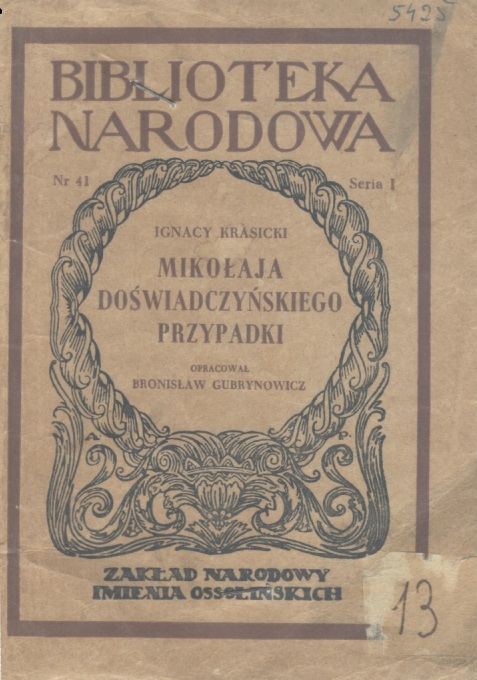 5425
BIBLIOTEKA
NARODOWA
Nr 41
Seria I
IGNACY KRASICKI
MIKOŁAJA
DOŚWIADCZYŃSKIEGO
PRZYPADKI
OPRACOWAŁ
BRONISŁAW GUBRYNOWICZ
ZAKŁAD NARODOWY
IMIENIA OSSOLIŃSKICH
13